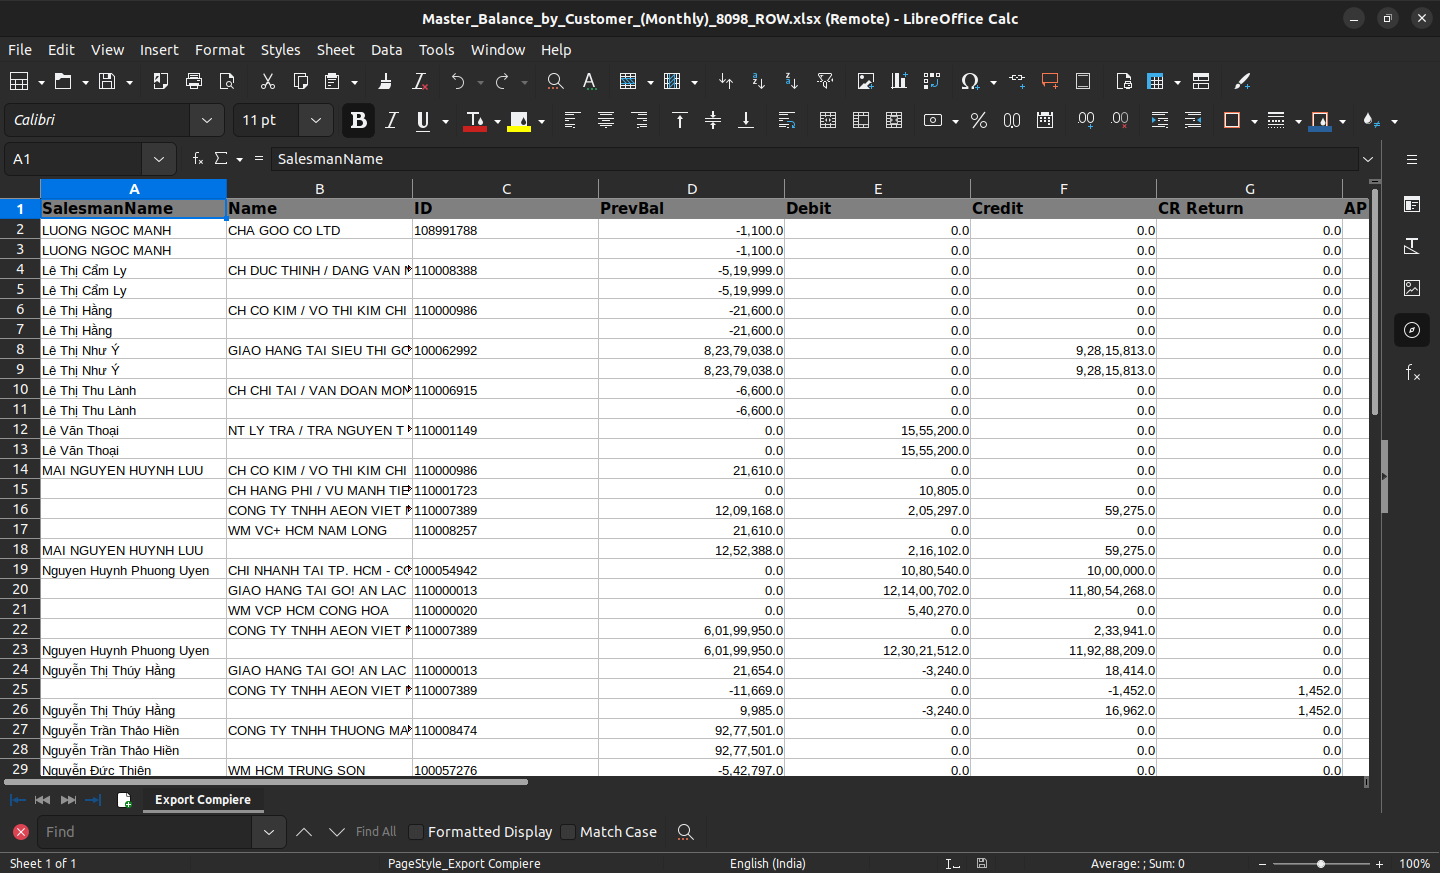 Master_Balance_by_Customer_(Monthly)_8098_ROW.xlsx (Remote) - LibreOffice Calc
File Edit View Insert Format Styles Sheet Data Tools Window Help
Calibri 11 pt
A1 SalesmanName
A B C D E F G
1 SalesmanName Name ID PrevBal Debit Credit CR Return AP
2 LUONG NGOC MANH CHA GOO CO LTD 108991788 -1,100.0 0.0 0.0 0.0
3 LUONG NGOC MANH -1,100.0 0.0 0.0 0.0
4 Lê Thị Cẩm Ly CH DUC THINH / DANG VAN 110008388 -5,19,999.0 0.0 0.0 0.0
5 Lê Thị Cẩm Ly -5,19,999.0 0.0 0.0 0.0
6 Lê Thị Hằng CH CO KIM / VO THI KIM CHI 110000986 -21,600.0 0.0 0.0 0.0
7 Lê Thị Hằng -21,600.0 0.0 0.0 0.0
8 Lê Thị Như Ý GIAO HANG TAI SIEU THI GO 100062992 8,23,79,038.0 0.0 9,28,15,813.0 0.0
9 Lê Thị Như Ý 8,23,79,038.0 0.0 9,28,15,813.0 0.0
10 Lê Thị Thu Lành CH CHI TAI / VAN DOAN MON 110006915 -6,600.0 0.0 0.0 0.0
11 Lê Thị Thu Lành -6,600.0 0.0 0.0 0.0
12 Lê Văn Thoại NT LY TRA / TRA NGUYEN T 110001149 0.0 15,55,200.0 0.0 0.0
13 Lê Văn Thoại 0.0 15,55,200.0 0.0 0.0
14 MAI NGUYEN HUYNH LUU CH CO KIM / VO THI KIM CHI 110000986 21,610.0 0.0 0.0 0.0
15 CH HANG PHI / VU MANH TIE 110001723 0.0 10,805.0 0.0 0.0
16 CONG TY TNHH AEON VIET 110007389 12,09,168.0 2,05,297.0 59,275.0 0.0
17 WM VC+ HCM NAM LONG 110008257 21,610.0 0.0 0.0 0.0
18 MAI NGUYEN HUYNH LUU 12,52,388.0 2,16,102.0 59,275.0 0.0
19 Nguyen Huynh Phuong Uyen CHI NHANH TAI TP. HCM - CO 100054942 0.0 10,80,540.0 10,00,000.0 0.0
20 GIAO HANG TAI GO! AN LAC 110000013 0.0 12,14,00,702.0 11,80,54,268.0 0.0
21 WM VCP HCM CONG HOA 110000020 0.0 5,40,270.0 0.0 0.0
22 CONG TY TNHH AEON VIET 110007389 6,01,99,950.0 0.0 2,33,941.0 0.0
23 Nguyen Huynh Phuong Uyen 6,01,99,950.0 12,30,21,512.0 11,92,88,209.0 0.0
24 Nguyễn Thị Thúy Hằng GIAO HANG TAI GO! AN LAC 110000013 21,654.0 -3,240.0 18,414.0 0.0
25 CONG TY TNHH AEON VIET 110007389 -11,669.0 0.0 -1,452.0 1,452.0
26 Nguyễn Thị Thúy Hằng 9,985.0 -3,240.0 16,962.0 1,452.0
27 Nguyễn Trần Thảo Hiền CONG TY TNHH THUONG MA 110008474 92,77,501.0 0.0 0.0 0.0
28 Nguyễn Trần Thảo Hiền 92,77,501.0 0.0 0.0 0.0
29 Nguyễn Đức Thiện WM HCM TRUNG SON 100057276 -5,42,797.0 0.0 0.0 0.0
Export Compiere
Find Find All Formatted Display Match Case
Sheet 1 of 1 PageStyle_Export Compiere English (India) Average: ; Sum: 0 100%